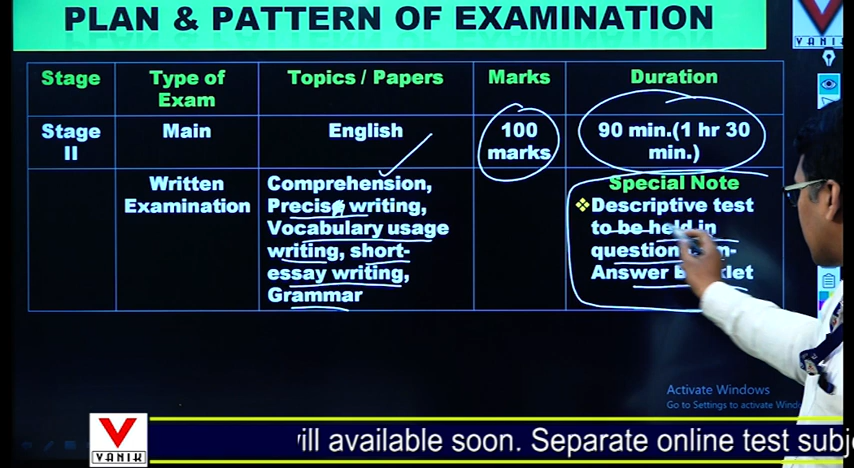 PLAN & PATTERN OF EXAMINATION
VANIK
Stage Type of Exam Topics / Papers Marks Duration
Stage II Main English 100 marks 90 min.(1 hr 30 min.)
Written Examination
Comprehension,
Precise writing,
Vocabulary usage
writing, short-
essay writing,
Grammar
Special Note
Descriptive test
to be held in
question
Answer
Activate Windows
Go to Settings to activate
VANIK
will available soon. Separate online test